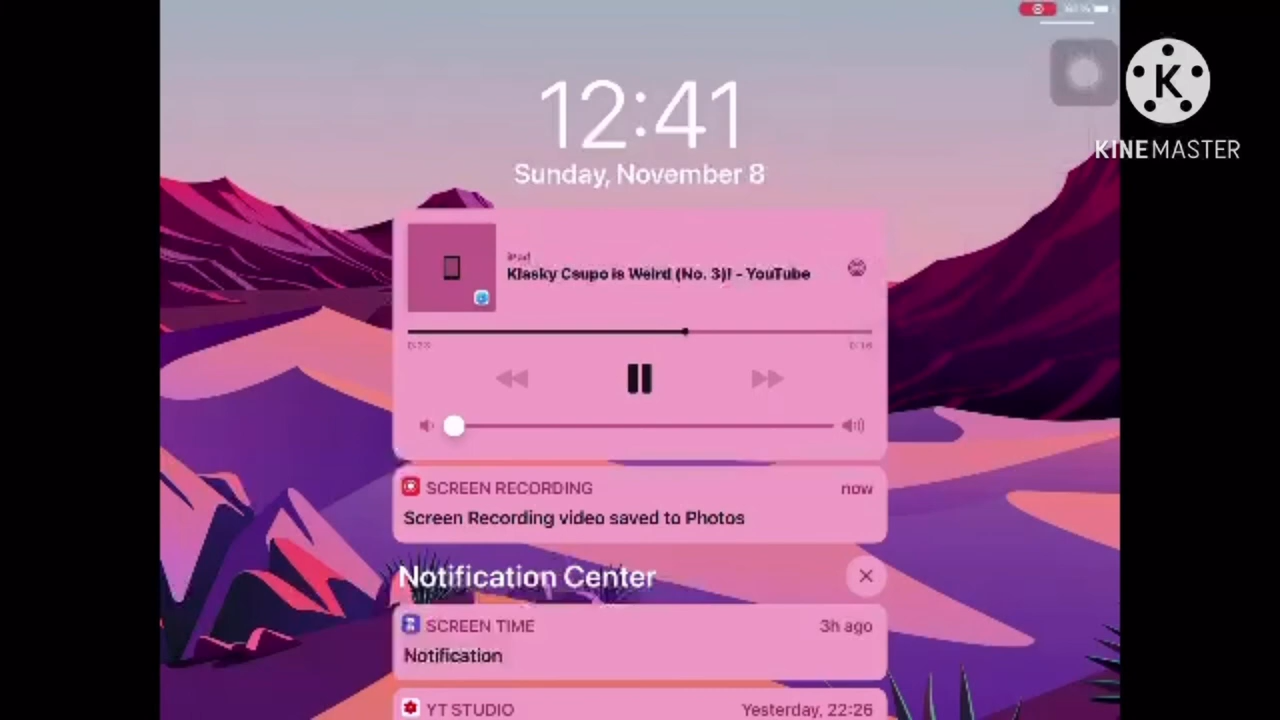 12:41
Sunday, November 8
K
KINEMASTER
iPad
Klasky Csupo is Weird (No. 3)! - YouTube
SCREEN RECORDING now
Screen Recording video saved to Photos
Notification Center
SCREEN TIME 3h ago
Notification
YT STUDIO Yesterday, 22:26